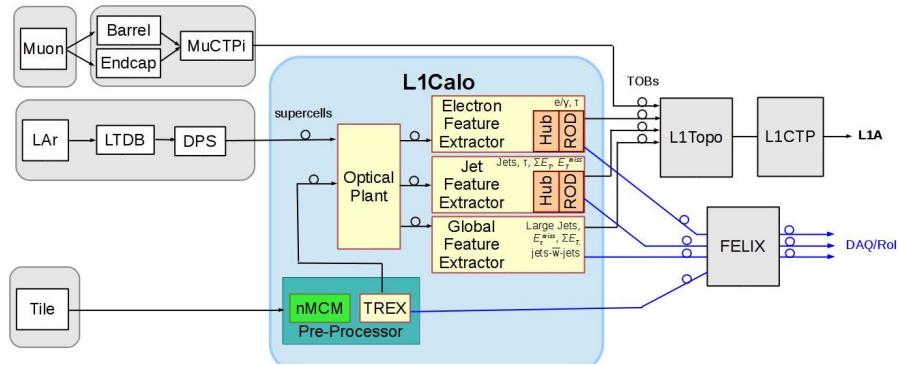 Muon
Barrel
Endcap
MuCTPi
L1Calo
TOBs
supercells
LAr
LTDB
DPS
Optical
Plant
Electron
Feature
Extractor
e/γ, τ
Hub
ROD
Jet
Feature
Extractor
Jets, τ, ΣE_T, E_T^miss
Hub
ROD
Global
Feature
Extractor
Large Jets,
E_T^miss, ΣE_T,
jets-w-jets
L1Topo
L1CTP
L1A
FELIX
DAQ/RoI
Tile
nMCM
TREX
Pre-Processor